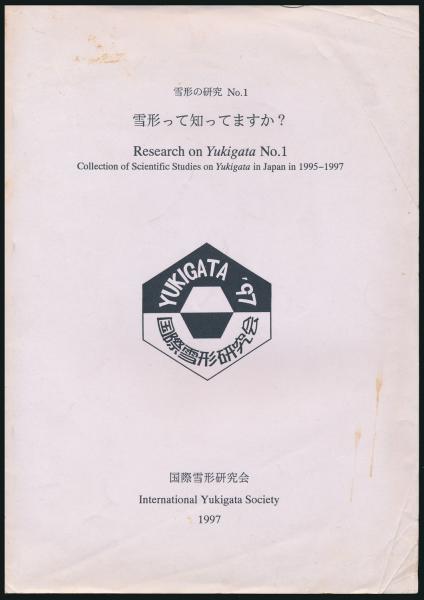 雪形の研究 No.1
雪形って知ってますか？
Research on Yukigata No.1
Collection of Scientific Studies on Yukigata in Japan in 1995–1997
YUKIGATA '97
国際雪形研究会
国際雪形研究会
International Yukigata Society
1997